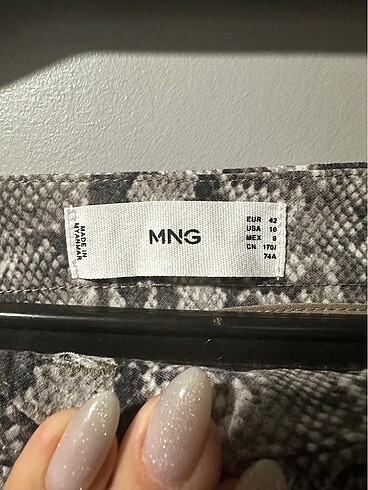 MADE IN
MYANMAR
MNG
EUR 42
USA 10
MEX 9
CN 170/
74A